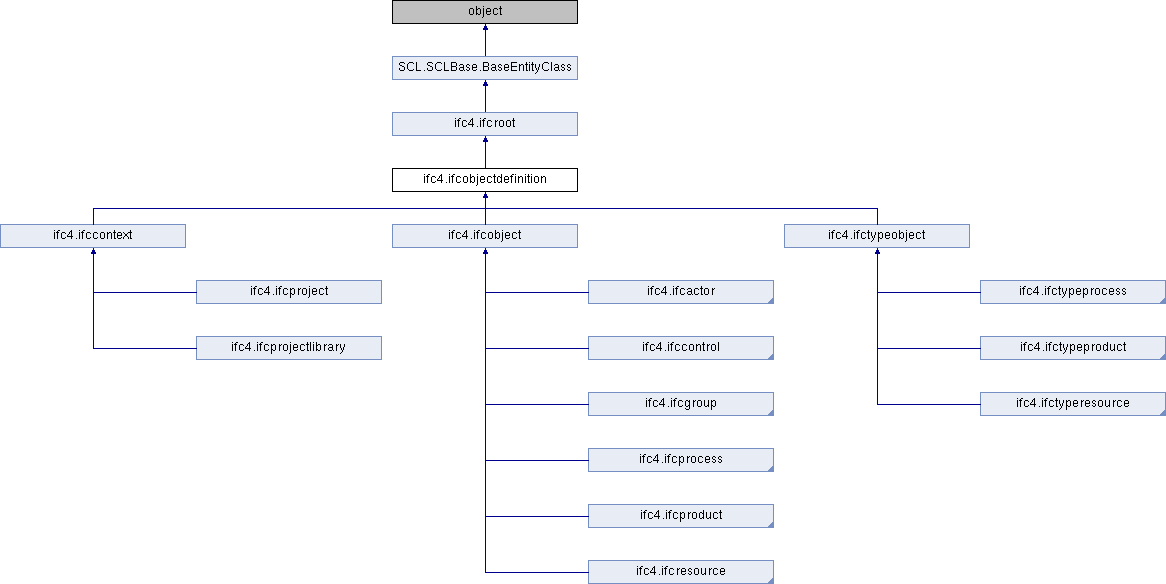 object
SCL.SCLBase.BaseEntityClass
ifc4.ifcroot
ifc4.ifcobjectdefinition
ifc4.ifccontext
ifc4.ifcobject
ifc4.ifctypeobject
ifc4.ifcproject
ifc4.ifcactor
ifc4.ifctypeprocess
ifc4.ifcprojectlibrary
ifc4.ifccontrol
ifc4.ifctypeproduct
ifc4.ifcgroup
ifc4.ifctyperesource
ifc4.ifcprocess
ifc4.ifcproduct
ifc4.ifcresource